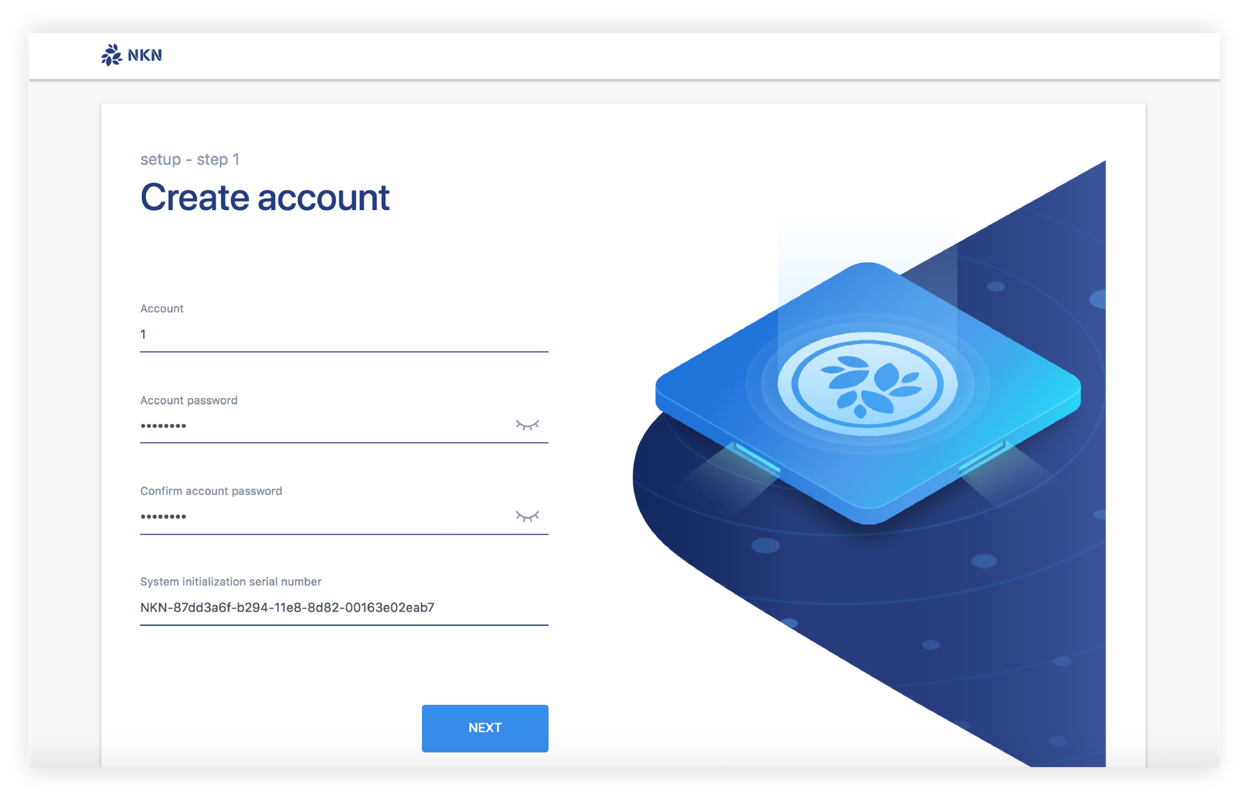 NKN
setup - step 1
Create account
Account
1
Account password
••••••••
Confirm account password
••••••••
System initialization serial number
NKN-87dd3a6f-b294-11e8-8d82-00163e02eab7
NEXT